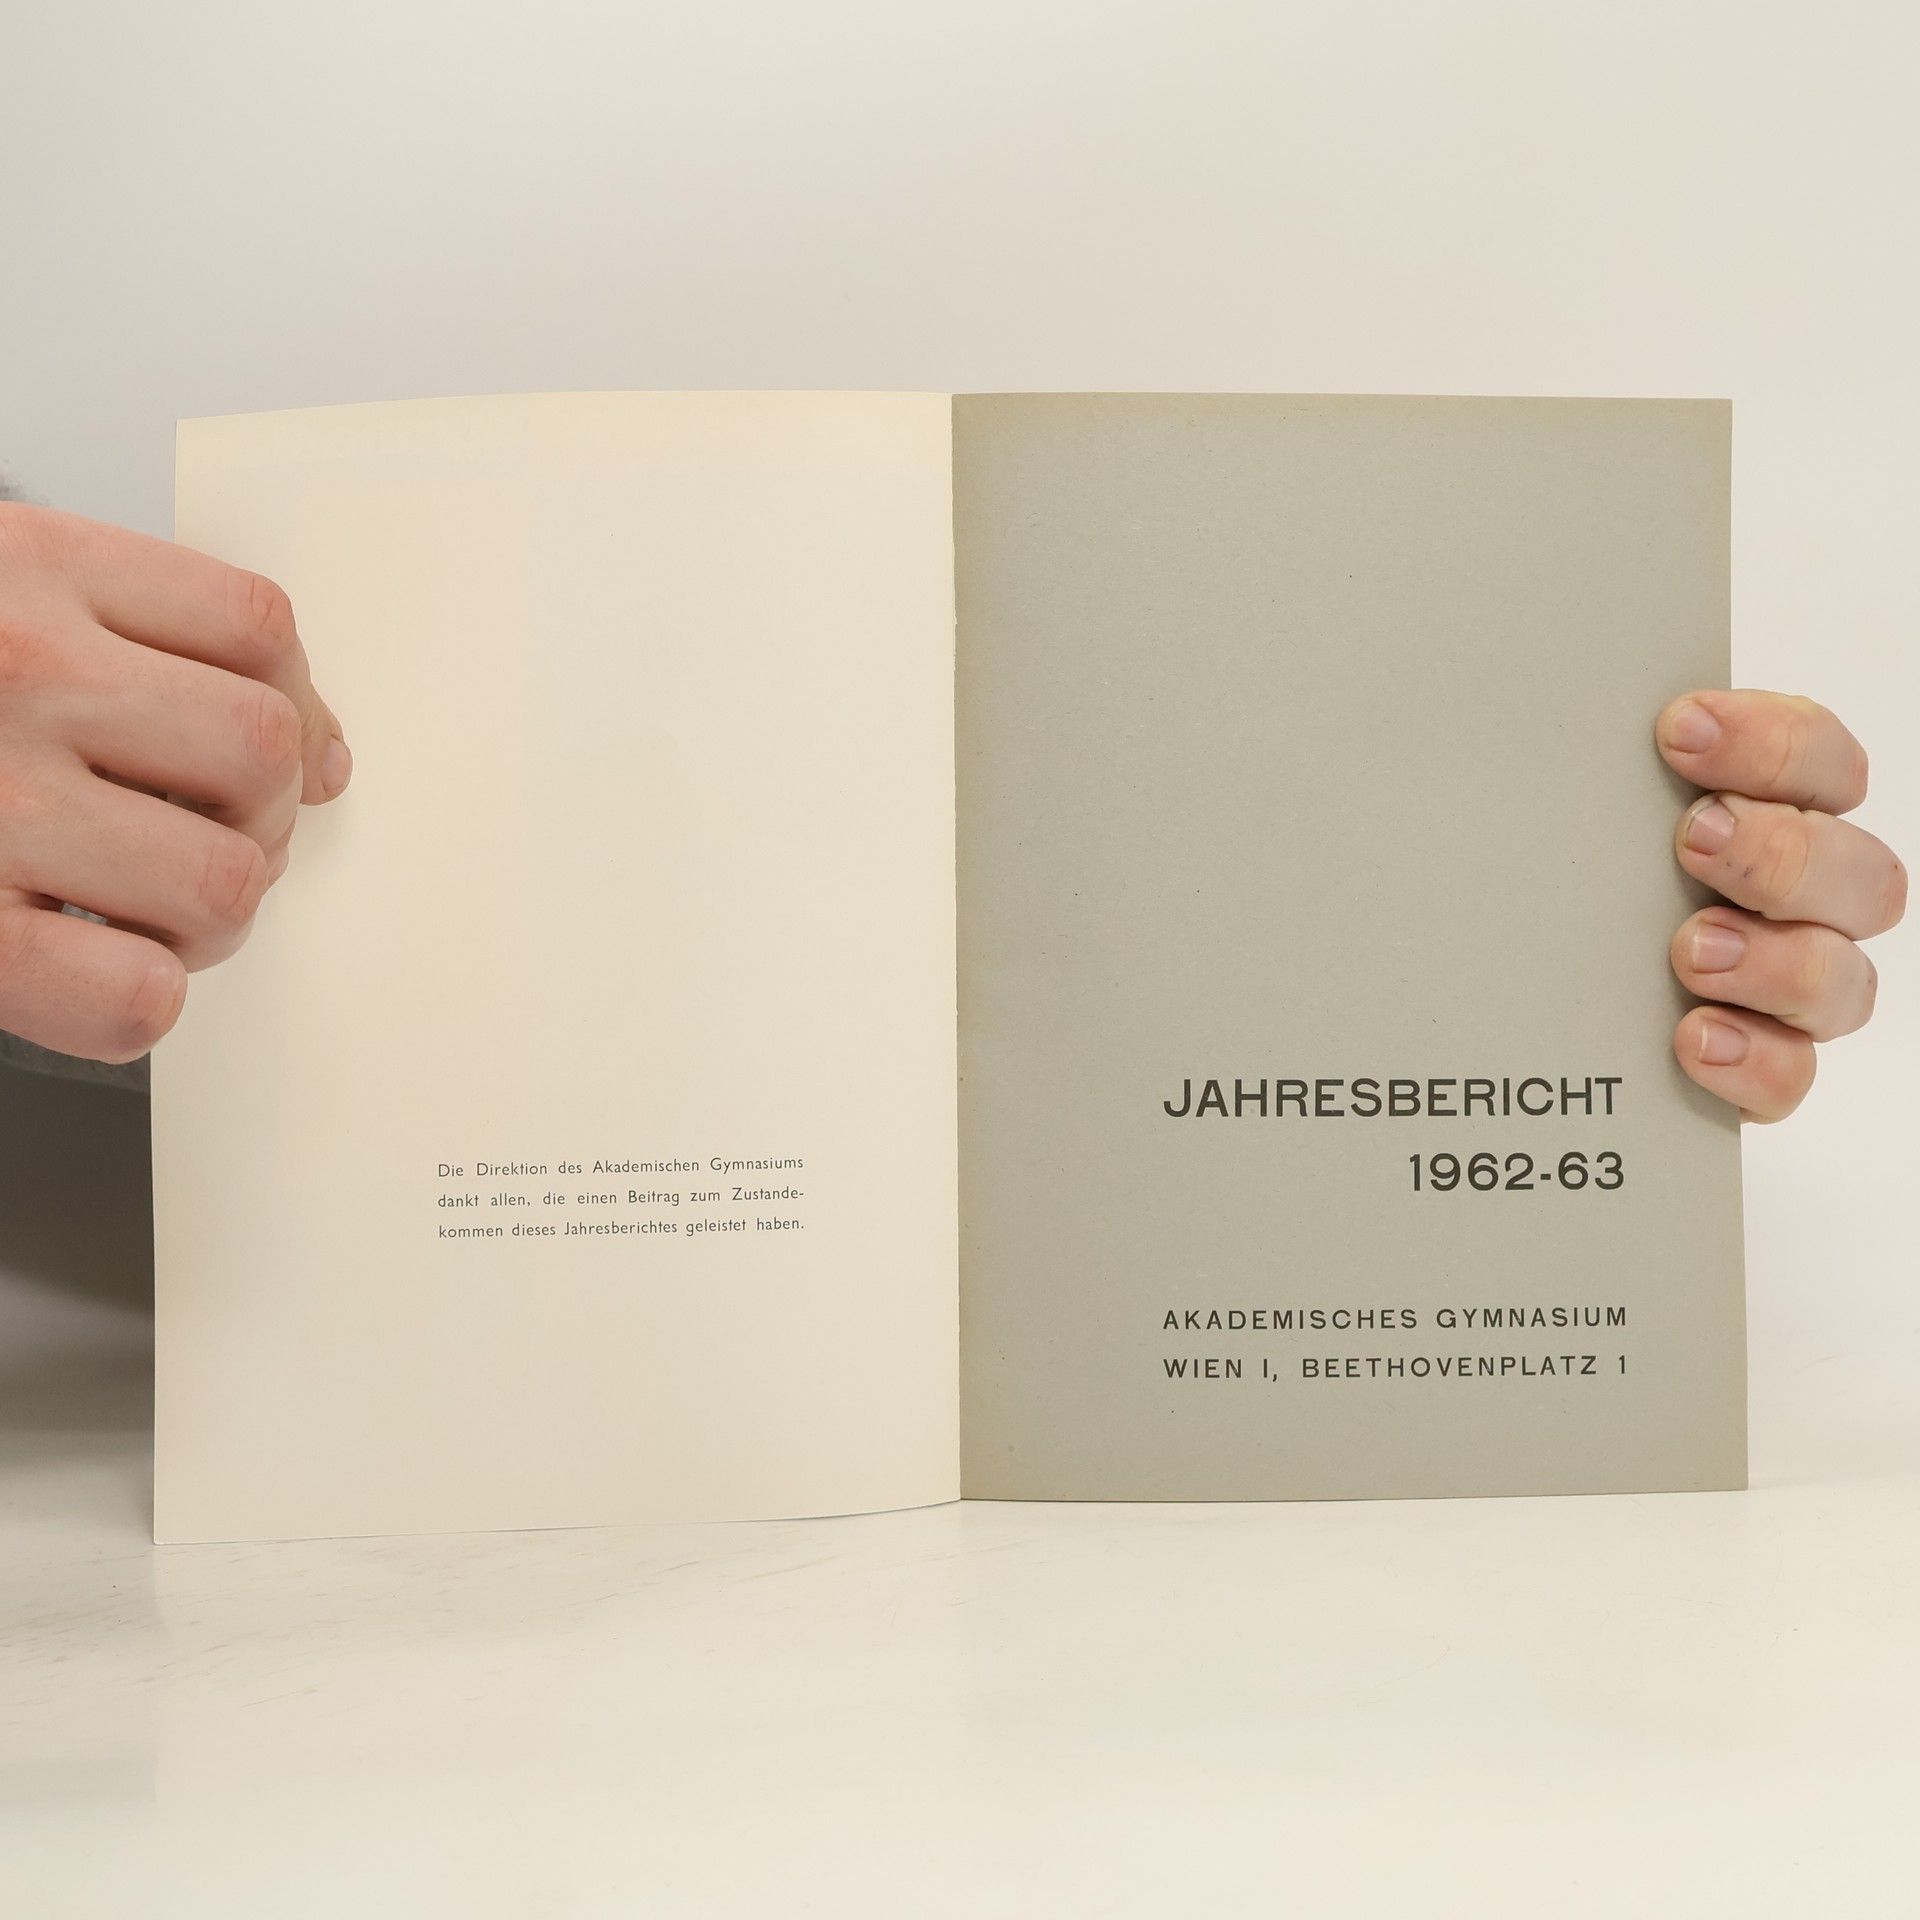 Die Direktion des Akademischen Gymnasiums
dankt allen, die einen Beitrag zum Zustande-
kommen dieses Jahresberichtes geleistet haben.
JAHRESBERICHT
1962-63
AKADEMISCHES GYMNASIUM
WIEN I, BEETHOVENPLATZ 1